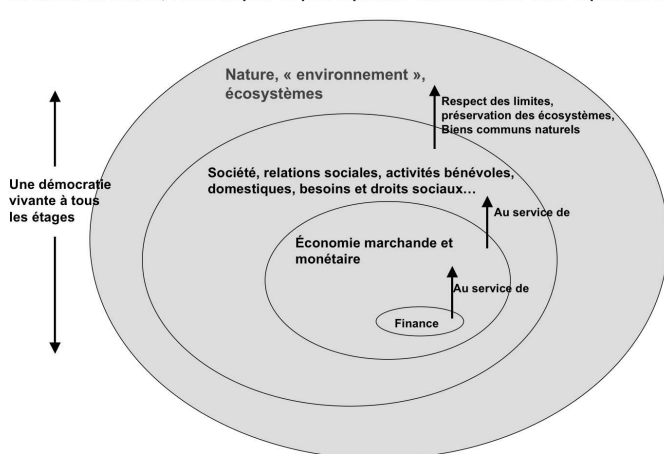 Nature, « environnement »,
écosystèmes
Respect des limites,
préservation des écosystèmes,
Biens communs naturels
Une démocratie
vivante à tous
les étages
Société, relations sociales, activités bénévoles,
domestiques, besoins et droits sociaux…
Au service de
Économie marchande et
monétaire
Au service de
Finance